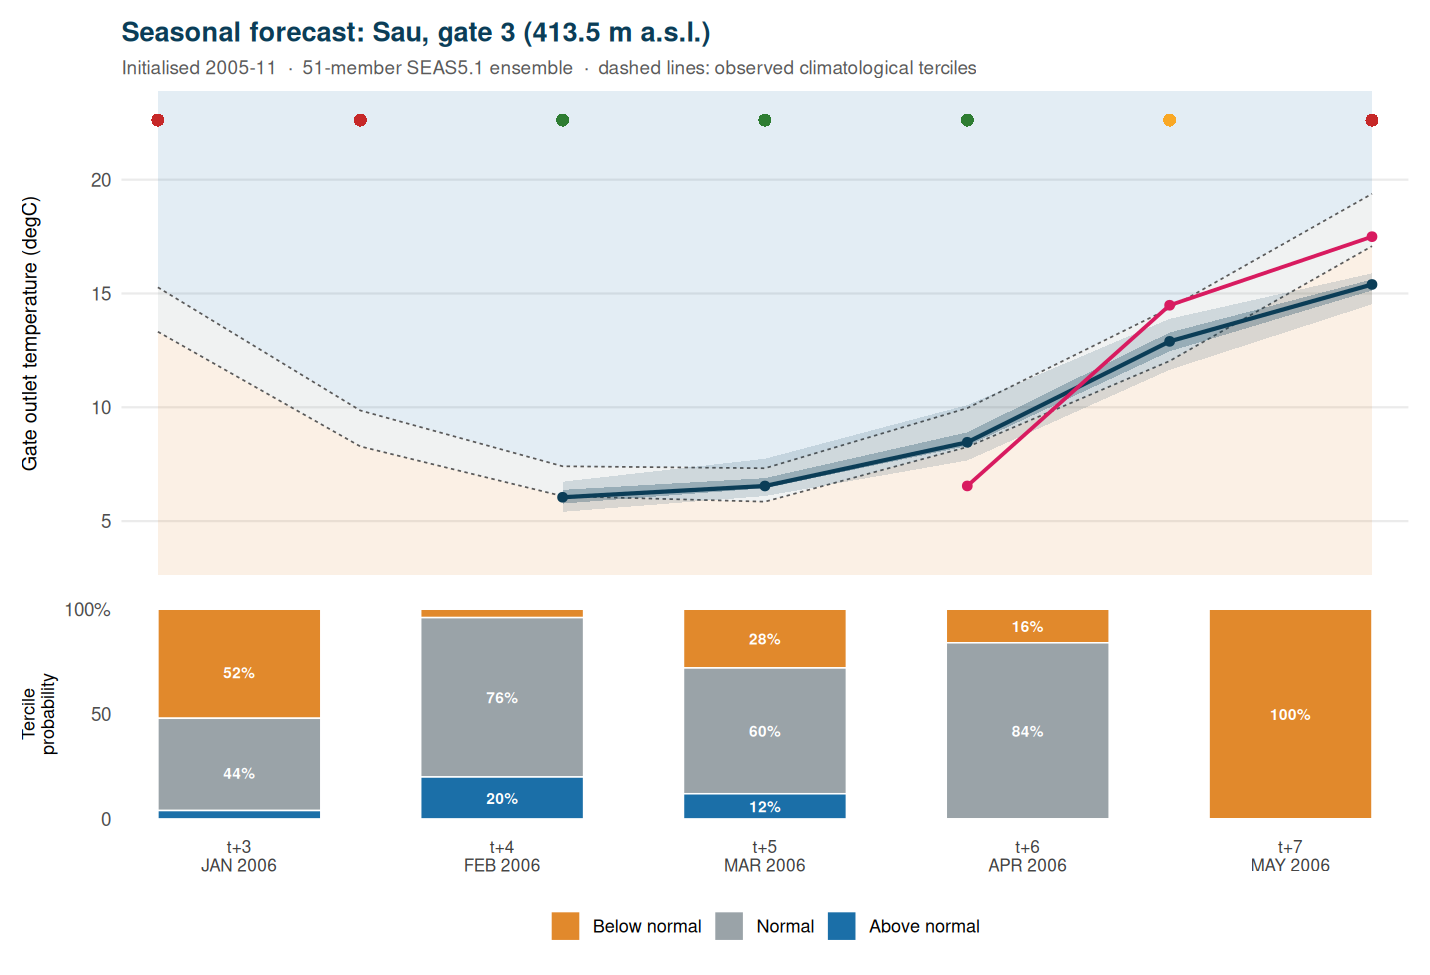 Seasonal forecast: Sau, gate 3 (413.5 m a.s.l.)
Initialised 2005-11 · 51-member SEAS5.1 ensemble · dashed lines: observed climatological terciles
Gate outlet temperature (degC)
20
15
10
5
Tercile
probability
100%
50
0
52%
44%
76%
20%
28%
60%
12%
16%
84%
100%
t+3
JAN 2006
t+4
FEB 2006
t+5
MAR 2006
t+6
APR 2006
t+7
MAY 2006
Below normal
Normal
Above normal